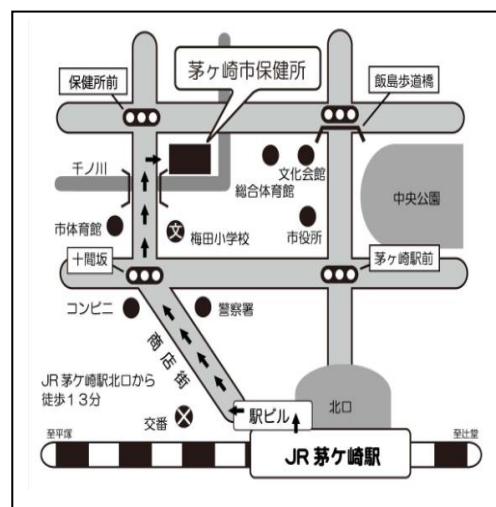 保健所前
茅ヶ崎市保健所
飯島歩道橋
千ノ川
文化会館
総合体育館
中央公園
市体育館
文
梅田小学校
市役所
十間坂
茅ヶ崎駅前
コンビニ
警察署
商店街
JR茅ケ崎駅北口から
徒歩13分
交番
駅ビル
北口
至平塚
至辻堂
JR茅ケ崎駅